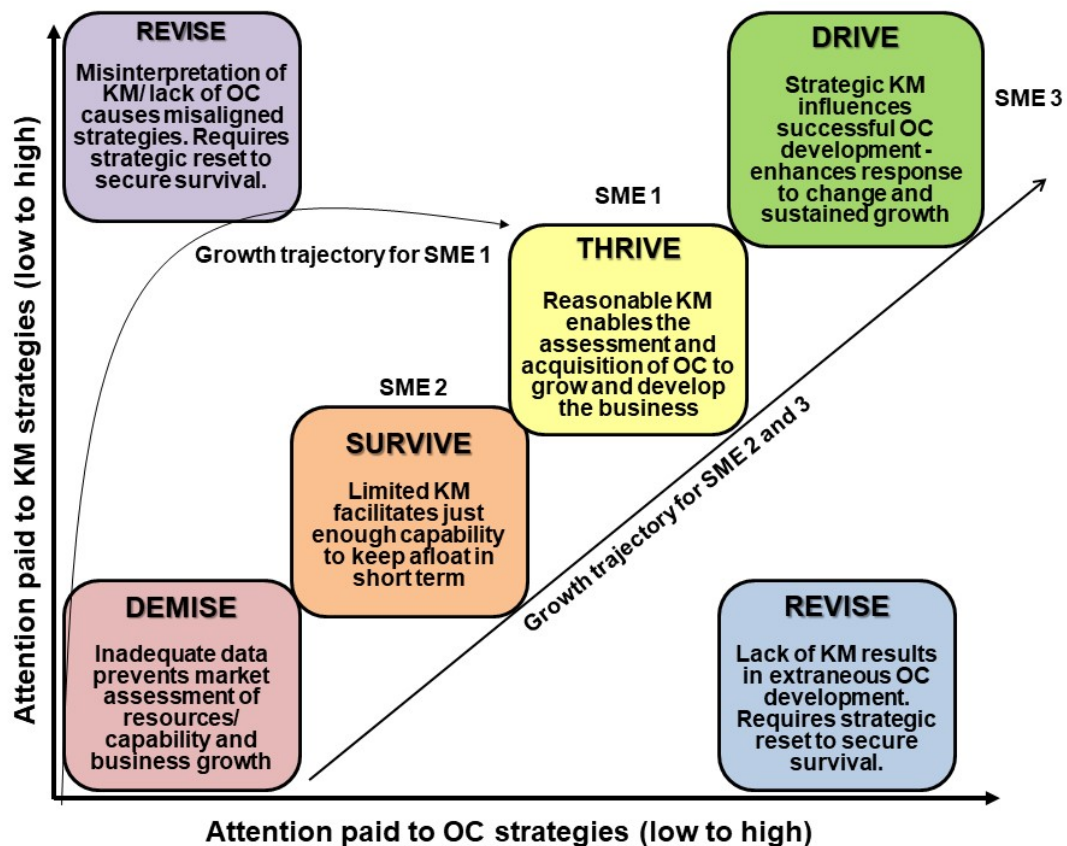 REVISE
Misinterpretation of
KM/ lack of OC
causes misaligned
strategies. Requires
strategic reset to
secure survival.
DRIVE
Strategic KM
influences
successful OC
development -
enhances response
to change and
sustained growth
SME 3
SME 1
Growth trajectory for SME 1
THRIVE
Reasonable KM
enables the
assessment and
acquisition of OC to
grow and develop
the business
SME 2
SURVIVE
Limited KM
facilitates just
enough capability
to keep afloat in
short term
Growth trajectory for SME 2 and 3
DEMISE
Inadequate data
prevents market
assessment of
resources/
capability and
business growth
REVISE
Lack of KM results
in extraneous OC
development.
Requires strategic
reset to secure
survival.
Attention paid to KM strategies (low to high)
Attention paid to OC strategies (low to high)